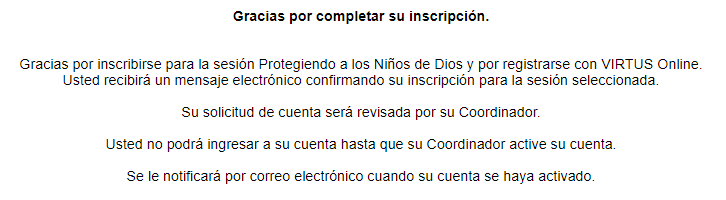 Gracias por completar su inscripción.
Gracias por inscribirse para la sesión Protegiendo a los Niños de Dios y por registrarse con VIRTUS Online.
Usted recibirá un mensaje electrónico confirmando su inscripción para la sesión seleccionada.
Su solicitud de cuenta será revisada por su Coordinador.
Usted no podrá ingresar a su cuenta hasta que su Coordinador active su cuenta.
Se le notificará por correo electrónico cuando su cuenta se haya activado.